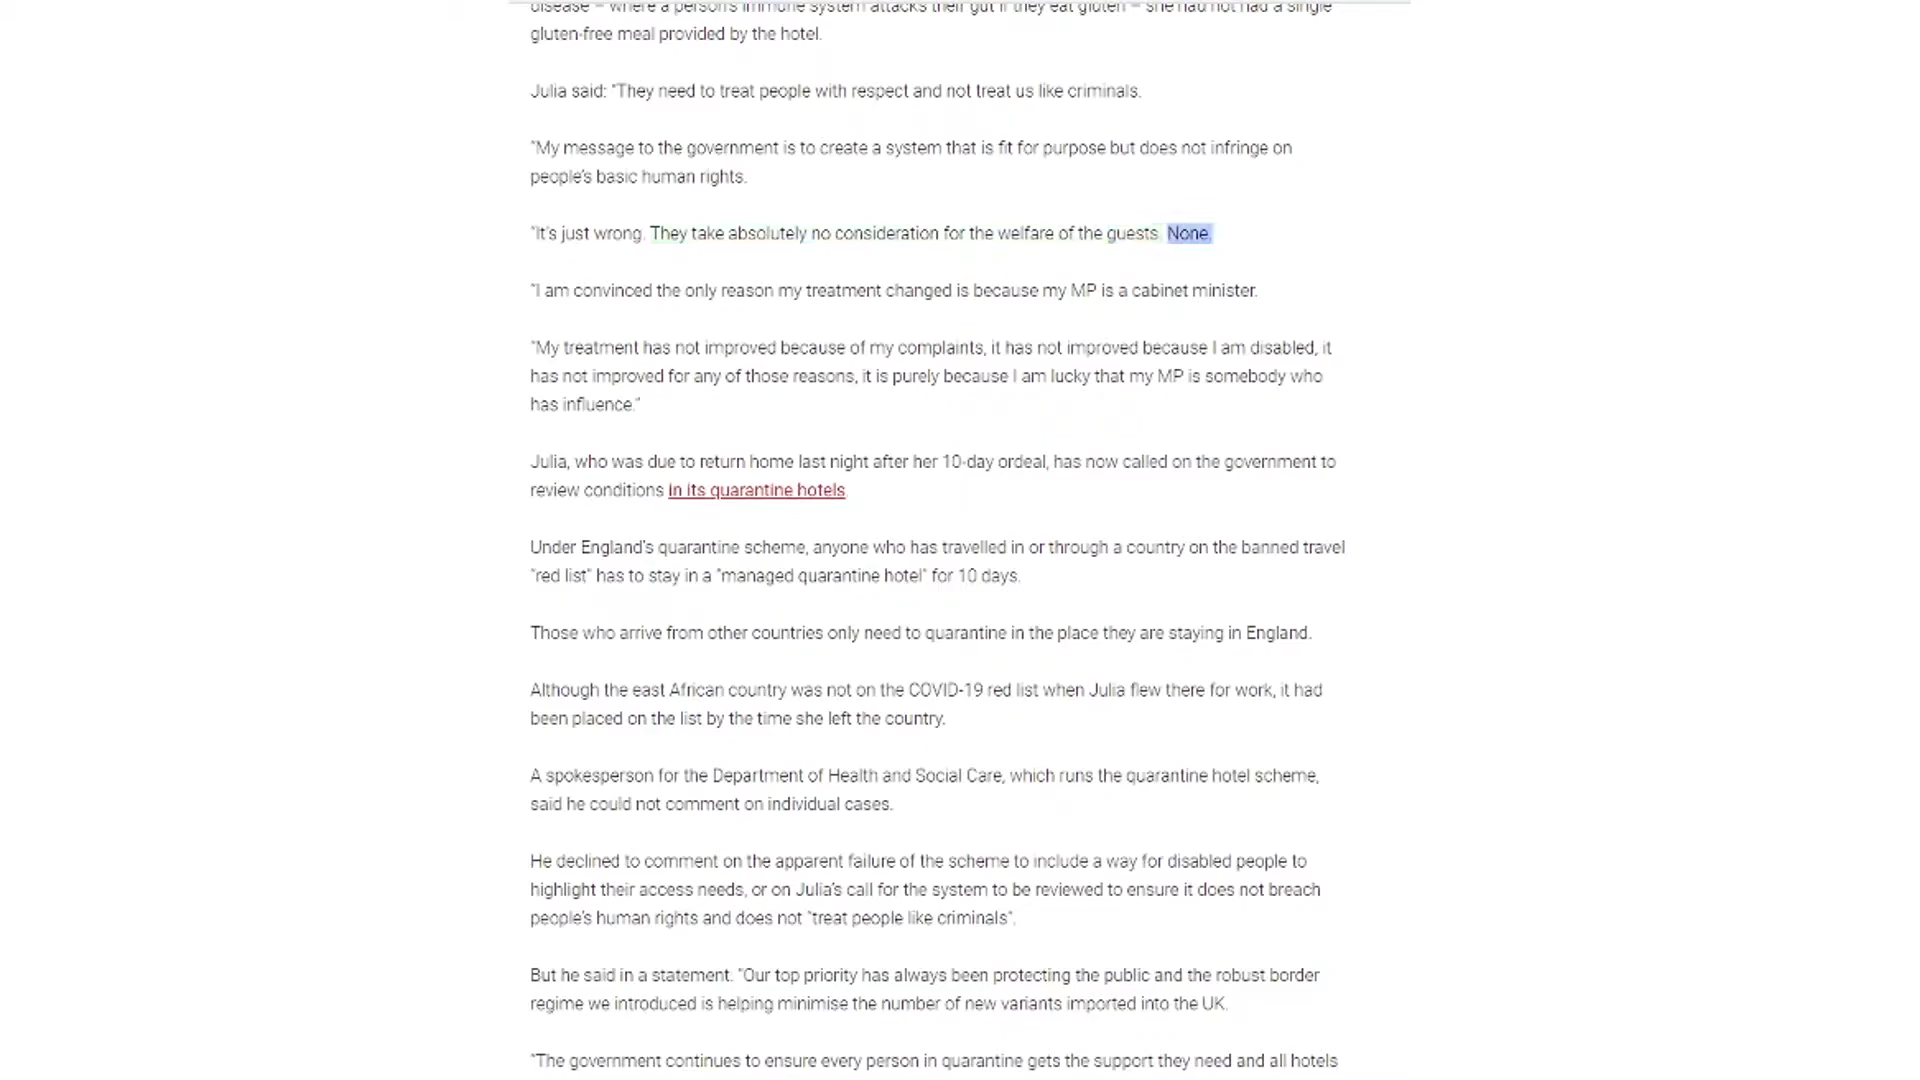 disease – where a person's immune system attacks their gut if they eat gluten – she had not had a single
gluten-free meal provided by the hotel.
Julia said: “They need to treat people with respect and not treat us like criminals.
“My message to the government is to create a system that is fit for purpose but does not infringe on
people’s basic human rights.
“It’s just wrong. They take absolutely no consideration for the welfare of the guests. None.
“I am convinced the only reason my treatment changed is because my MP is a cabinet minister.
“My treatment has not improved because of my complaints, it has not improved because I am disabled, it
has not improved for any of those reasons, it is purely because I am lucky that my MP is somebody who
has influence.”
Julia, who was due to return home last night after her 10-day ordeal, has now called on the government to
review conditions in its quarantine hotels.
Under England’s quarantine scheme, anyone who has travelled in or through a country on the banned travel
“red list” has to stay in a “managed quarantine hotel” for 10 days.
Those who arrive from other countries only need to quarantine in the place they are staying in England.
Although the east African country was not on the COVID-19 red list when Julia flew there for work, it had
been placed on the list by the time she left the country.
A spokesperson for the Department of Health and Social Care, which runs the quarantine hotel scheme,
said he could not comment on individual cases.
He declined to comment on the apparent failure of the scheme to include a way for disabled people to
highlight their access needs, or on Julia’s call for the system to be reviewed to ensure it does not breach
people’s human rights and does not “treat people like criminals”.
But he said in a statement: “Our top priority has always been protecting the public and the robust border
regime we introduced is helping minimise the number of new variants imported into the UK.
“The government continues to ensure every person in quarantine gets the support they need and all hotels